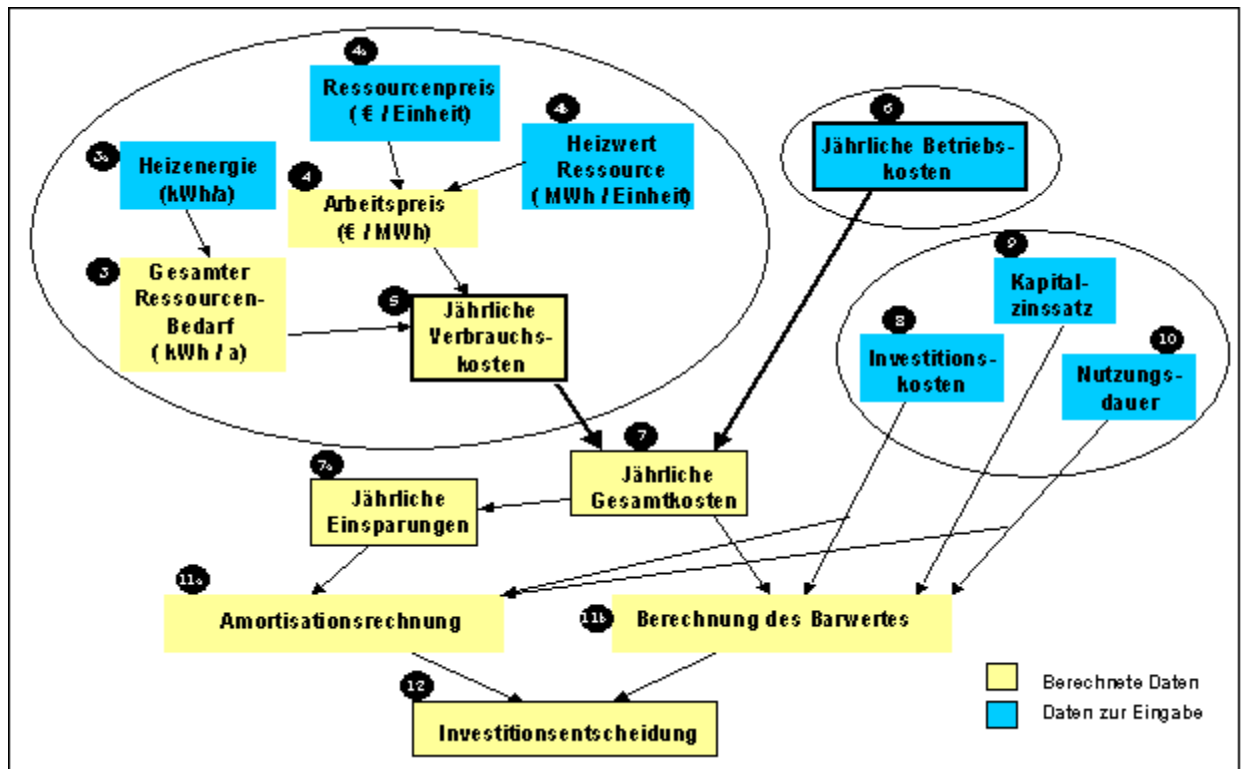 4a
Ressourcenpreis
( € / Einheit)
4b
Heizwert
Ressource
( MWh / Einheit)
6
Jährliche Betriebs-
kosten
3a
Heizenergie
(kWh/a)
4
Arbeitspreis
(€ / MWh)
3
Gesamter
Ressourcen-
Bedarf
( kWh / a)
5
Jährliche
Verbrauchs-
kosten
9
Kapital-
zinssatz
8
Investitions-
kosten
10
Nutzungs-
dauer
7
Jährliche
Gesamtkosten
7a
Jährliche
Einsparungen
11a
Amortisationsrechnung
11b
Berechnung des Barwertes
12
Investitionsentscheidung
Berechnete Daten
Daten zur Eingabe